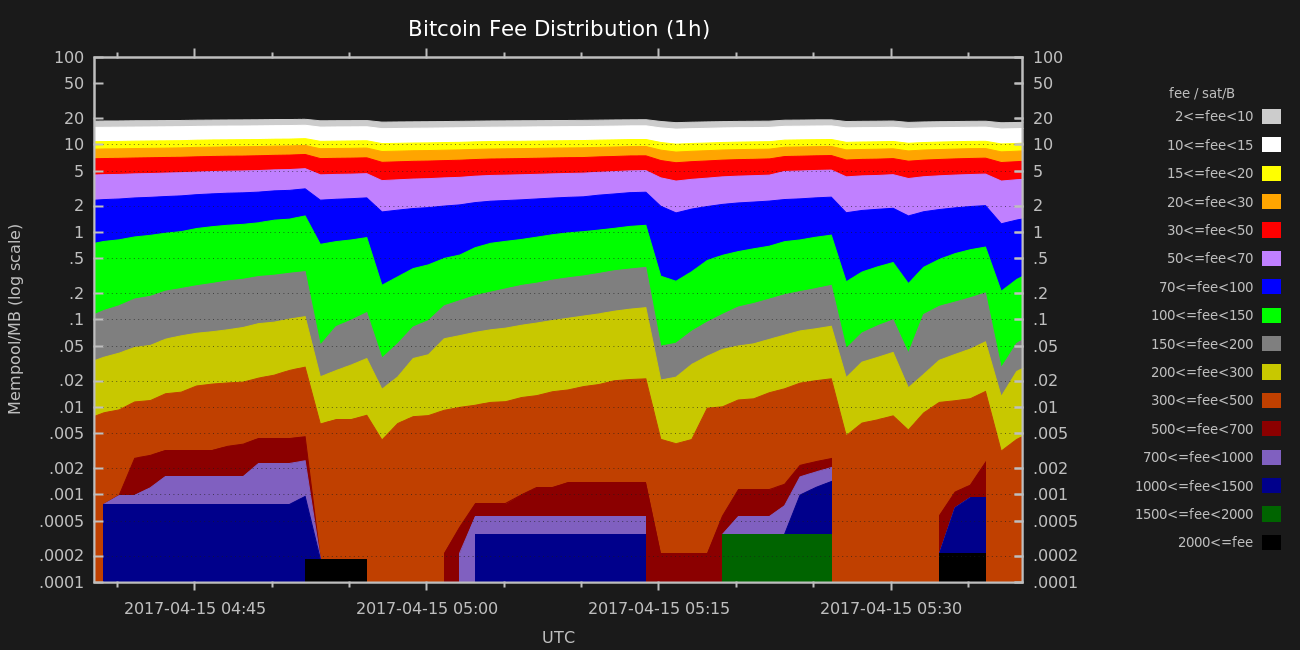 Bitcoin Fee Distribution (1h)
100
50
20
10
5
2
1
.5
.2
.1
.05
.02
.01
.005
.002
.001
.0005
.0002
.0001
Mempool/MB (log scale)
100
50
20
10
5
2
1
.5
.2
.1
.05
.02
.01
.005
.002
.001
.0005
.0002
.0001
2017-04-15 04:45
2017-04-15 05:00
2017-04-15 05:15
2017-04-15 05:30
UTC
fee / sat/B
2<=fee<10
10<=fee<15
15<=fee<20
20<=fee<30
30<=fee<50
50<=fee<70
70<=fee<100
100<=fee<150
150<=fee<200
200<=fee<300
300<=fee<500
500<=fee<700
700<=fee<1000
1000<=fee<1500
1500<=fee<2000
2000<=fee